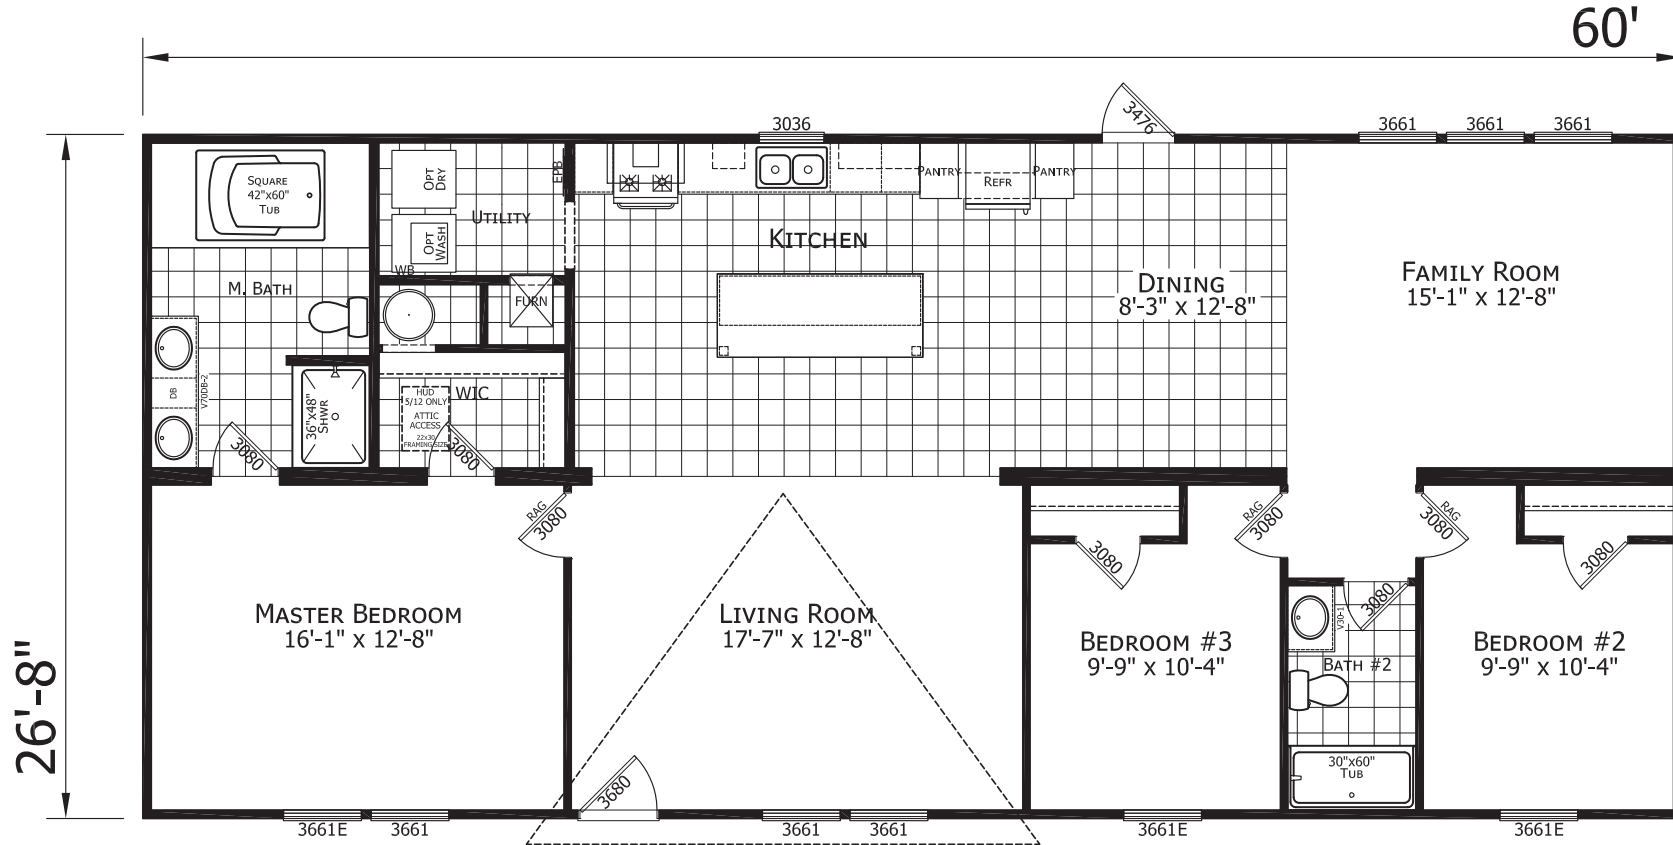 60'
3036
3476
3661
3661
3661
SQUARE
42"x60"
TUB
OPT
DRY
EPB
PANTRY
REFR
PANTRY
UTILITY
OPT
WASH
KITCHEN
WB
M. BATH
FURN
DINING
8'-3" x 12'-8"
FAMILY ROOM
15'-1" x 12'-8"
DB
V70DB-2
36"x48"
SHWR
HUD
5/12 ONLY
WIC
ATTIC
ACCESS
22x30
FRAMING SIZE
3080
3080
RAG
3080
RAG
3080
RAG
3080
3080
3080
3080
26'-8"
MASTER BEDROOM
16'-1" x 12'-8"
LIVING ROOM
17'-7" x 12'-8"
V30-1
BEDROOM #3
9'-9" x 10'-4"
BATH #2
BEDROOM #2
9'-9" x 10'-4"
30"x60"
TUB
3680
3661E
3661
3661
3661
3661E
3661E